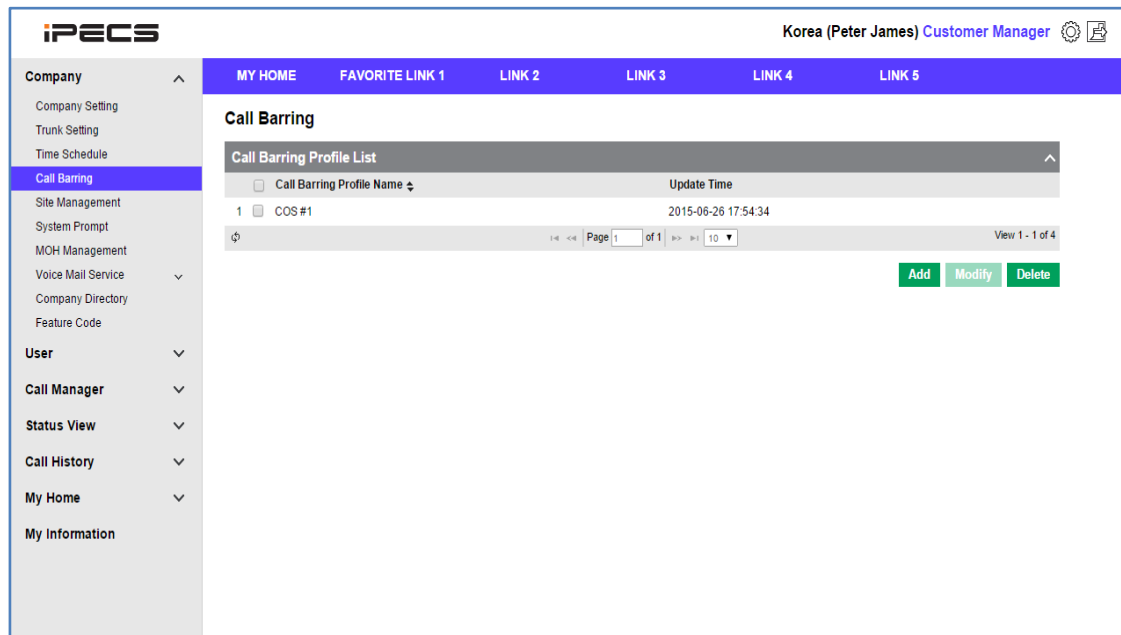 iPECS
Korea (Peter James) Customer Manager
Company
Company Setting
Trunk Setting
Time Schedule
Call Barring
Site Management
System Prompt
MOH Management
Voice Mail Service
Company Directory
Feature Code
User
Call Manager
Status View
Call History
My Home
My Information
MY HOME FAVORITE LINK 1 LINK 2 LINK 3 LINK 4 LINK 5
Call Barring
Call Barring Profile List
Call Barring Profile Name Update Time
1 COS #1 2015-06-26 17:54:34
Page 1 of 1 10 View 1 - 1 of 4
Add Modify Delete